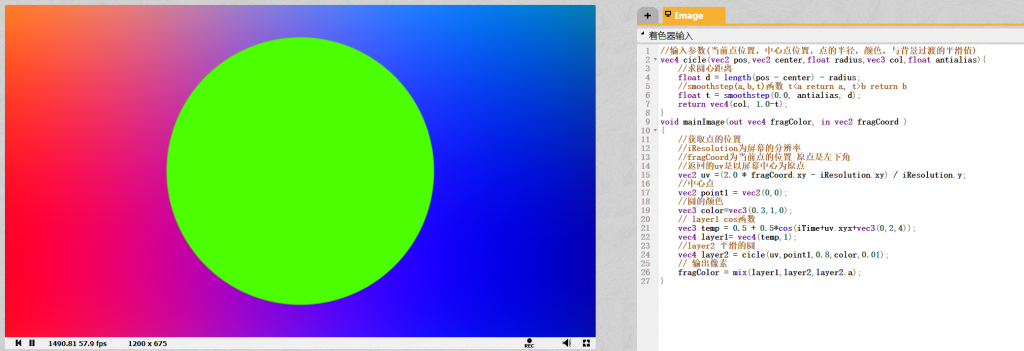 1490.81 57.9 fps 1200 x 675 REC
+ Image
着色器输入
1 //输入参数(当前点位置，中心点位置，点的半径，颜色，与背景过渡的平滑值)
2 vec4 cicle(vec2 pos,vec2 center,float radius,vec3 col,float antialias){
3 //求圆心距离
4 float d = length(pos - center) - radius;
5 //smoothstep(a,b,t)函数 t<a return a, t>b return b
6 float t = smoothstep(0.0, antialias, d);
7 return vec4(col, 1.0-t);
8 }
9 void mainImage(out vec4 fragColor, in vec2 fragCoord )
10 {
11 //获取点的位置
12 //iResolution为屏幕的分辨率
13 //fragCoord为当前点的位置 原点是左下角
14 //返回的uv是以屏幕中心为原点
15 vec2 uv =(2.0 * fragCoord.xy - iResolution.xy) / iResolution.y;
16 //中心点
17 vec2 point1 = vec2(0,0);
18 //圆的颜色
19 vec3 color=vec3(0.3,1,0);
20 // layer1 cos函数
21 vec3 temp = 0.5 + 0.5*cos(iTime+uv.xyx+vec3(0,2,4));
22 vec4 layer1= vec4(temp,1);
23 //layer2 平滑的圆
24 vec4 layer2 = cicle(uv,point1,0.8,color,0.01);
25 // 输出像素
26 fragColor = mix(layer1,layer2,layer2.a);
27 }